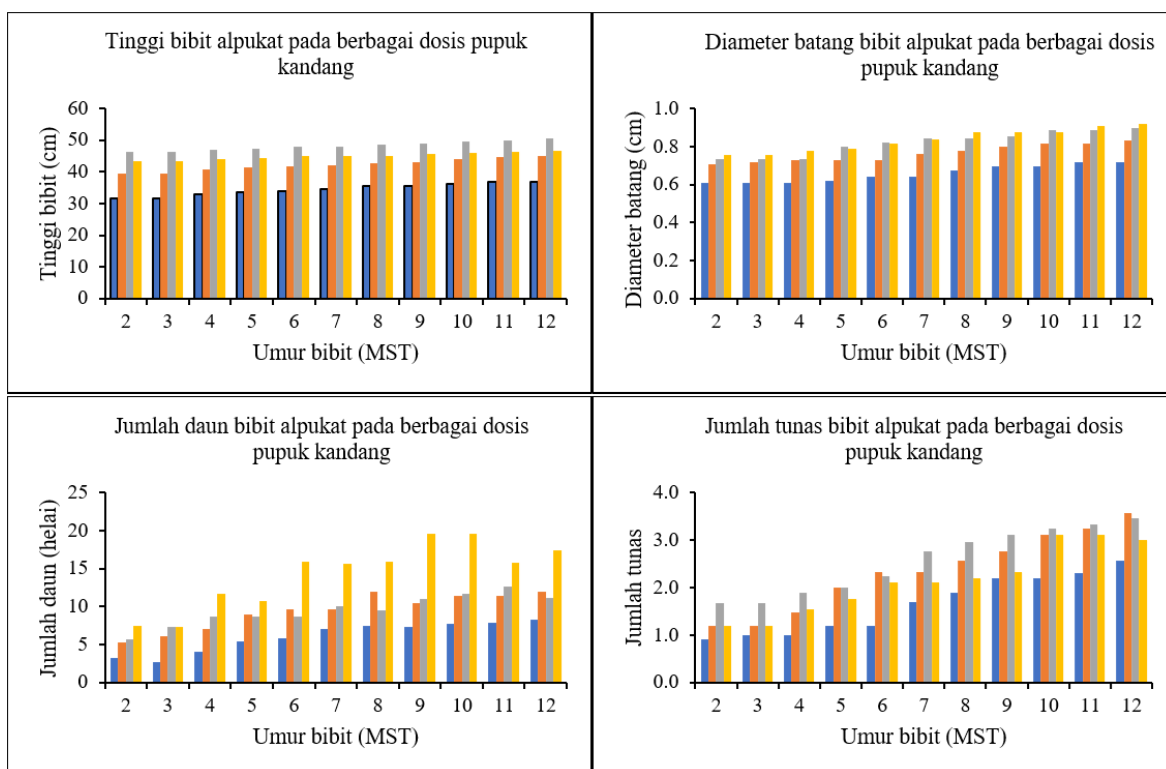 Tinggi bibit alpukat pada berbagai dosis pupuk
kandang
Tinggi bibit (cm)
60
50
40
30
20
10
0
2 3 4 5 6 7 8 9 10 11 12
Umur bibit (MST)
Diameter batang bibit alpukat pada berbagai dosis
pupuk kandang
Diameter batang (cm)
1.0
0.8
0.6
0.4
0.2
0.0
2 3 4 5 6 7 8 9 10 11 12
Umur bibit (MST)
Jumlah daun bibit alpukat pada berbagai dosis
pupuk kandang
Jumlah daun (helai)
25
20
15
10
5
0
2 3 4 5 6 7 8 9 10 11 12
Umur bibit (MST)
Jumlah tunas bibit alpukat pada berbagai dosis
pupuk kandang
Jumlah tunas
4.0
3.0
2.0
1.0
0.0
2 3 4 5 6 7 8 9 10 11 12
Umur bibit (MST)